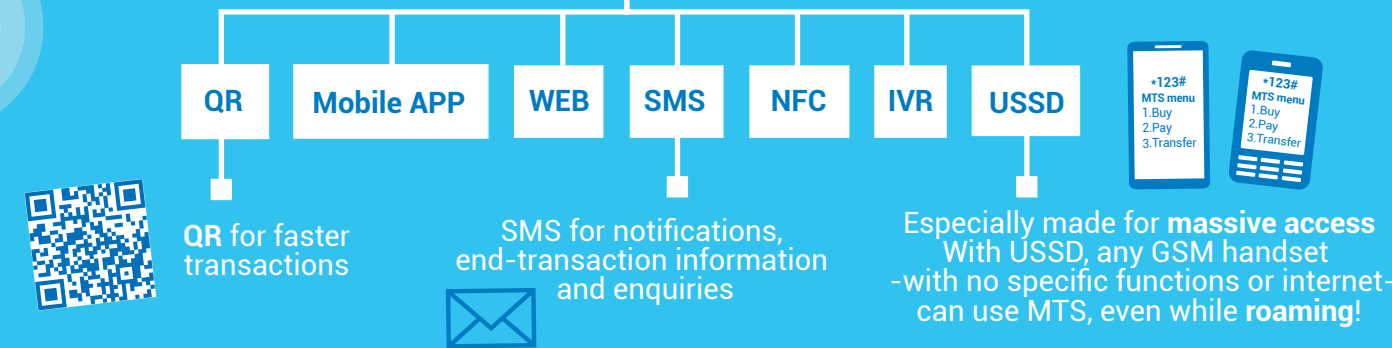 QR
Mobile APP
WEB
SMS
NFC
IVR
USSD
*123#
MTS menu
1.Buy
2.Pay
3.Transfer
*123#
MTS menu
1.Buy
2.Pay
3.Transfer
QR for faster
transactions
SMS for notifications,
end-transaction information
and enquiries
Especially made for massive access
With USSD, any GSM handset
-with no specific functions or internet-
can use MTS, even while roaming!